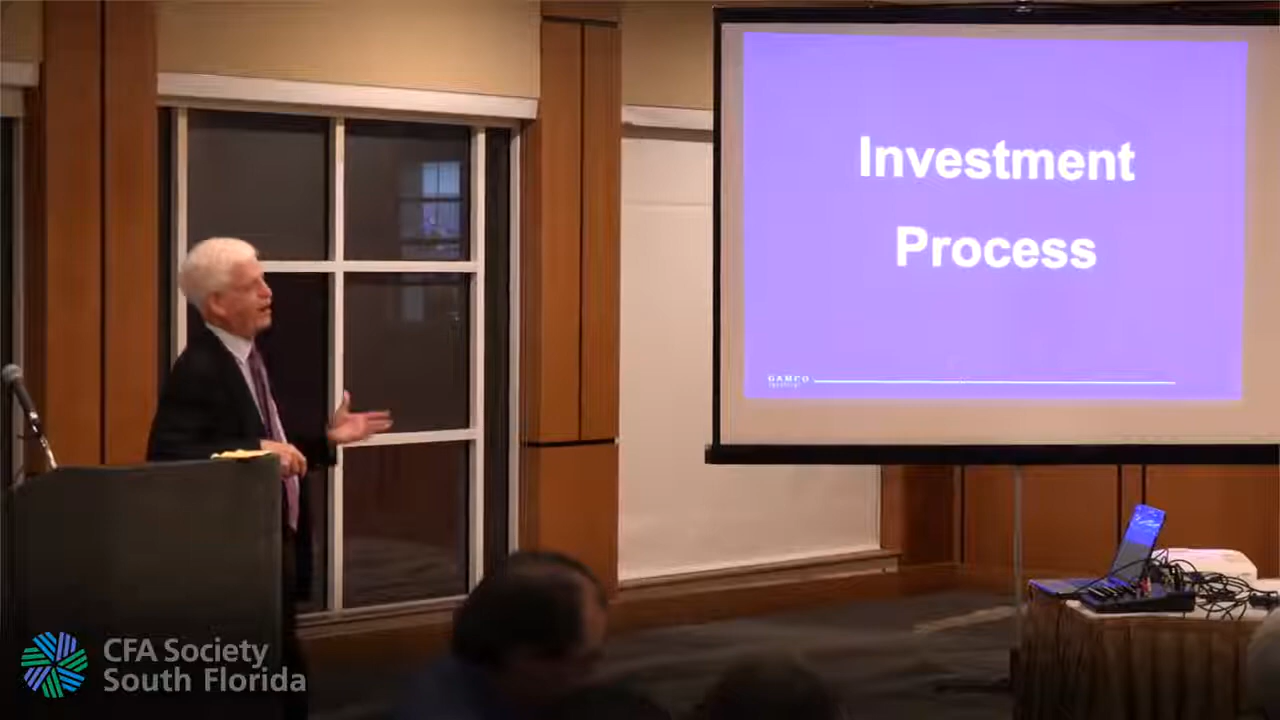 Investment
Process
GAMCO
CFA Society
South Florida